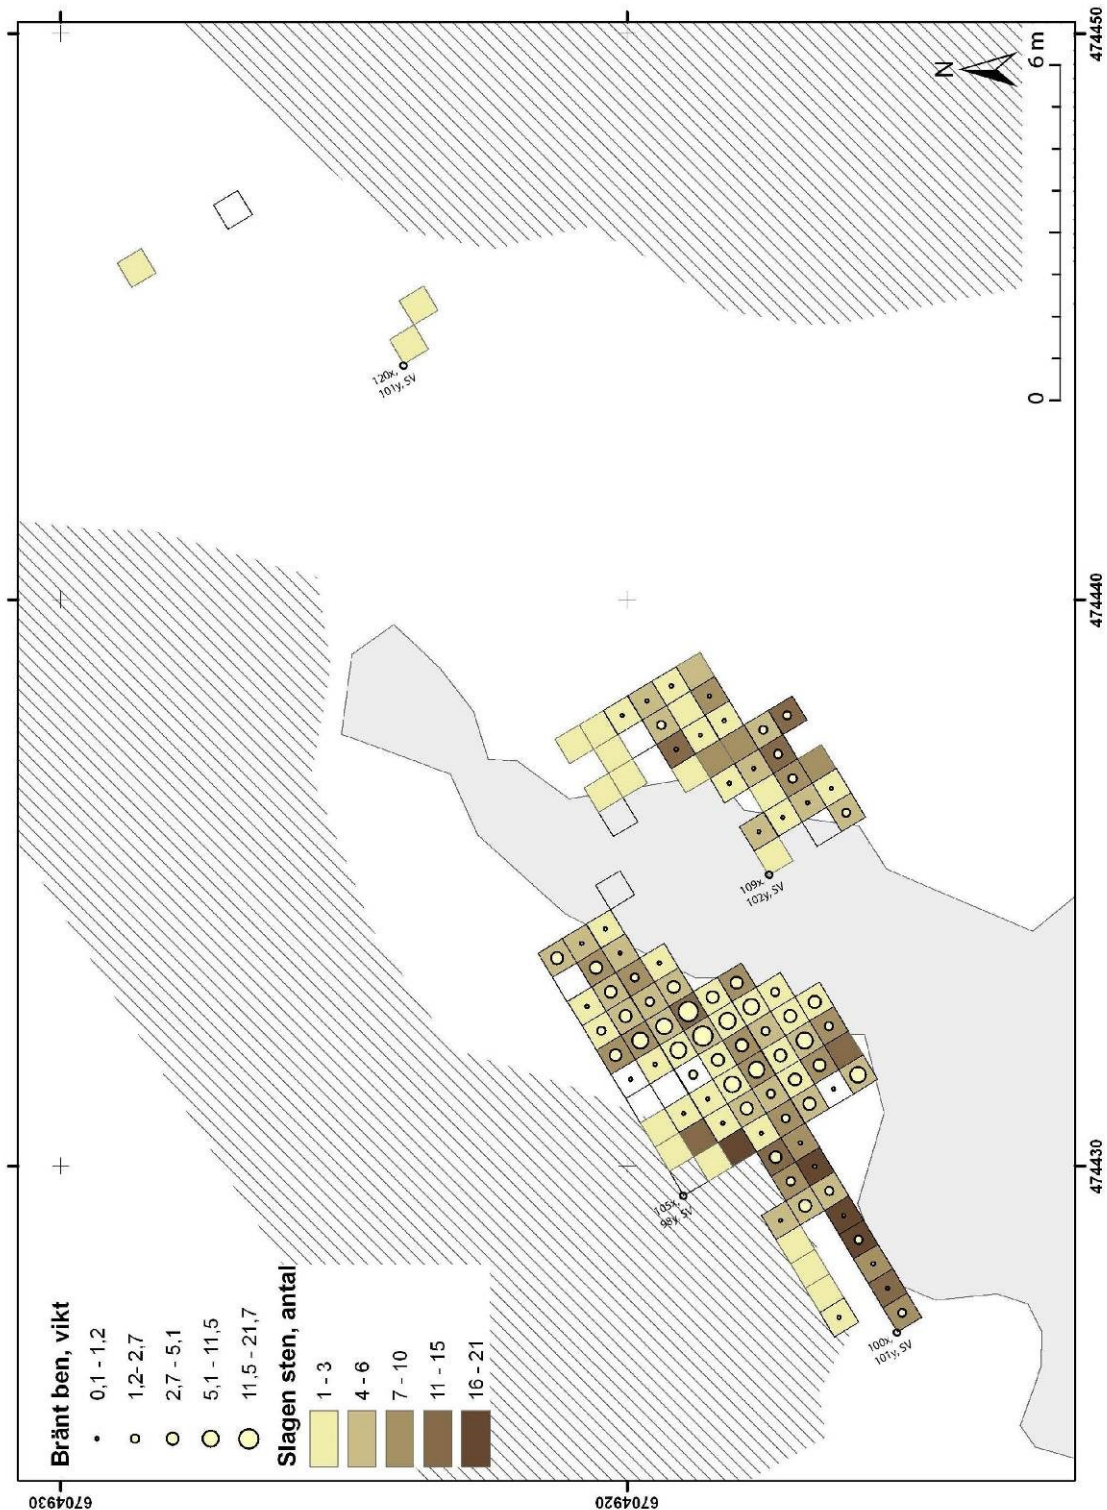 Bränt ben, vikt
0,1 - 1,2
1,2- 2,7
2,7 - 5,1
5,1 - 11,5
11,5 - 21,7
Slagen sten, antal
1 - 3
4 - 6
7 - 10
11 - 15
16 - 21
120x,
101y, SV
105x,
98y, SV
109x,
102y, SV
100x,
101y, SV
N
0
6 m
6704930
6704920
474430
474440
474450